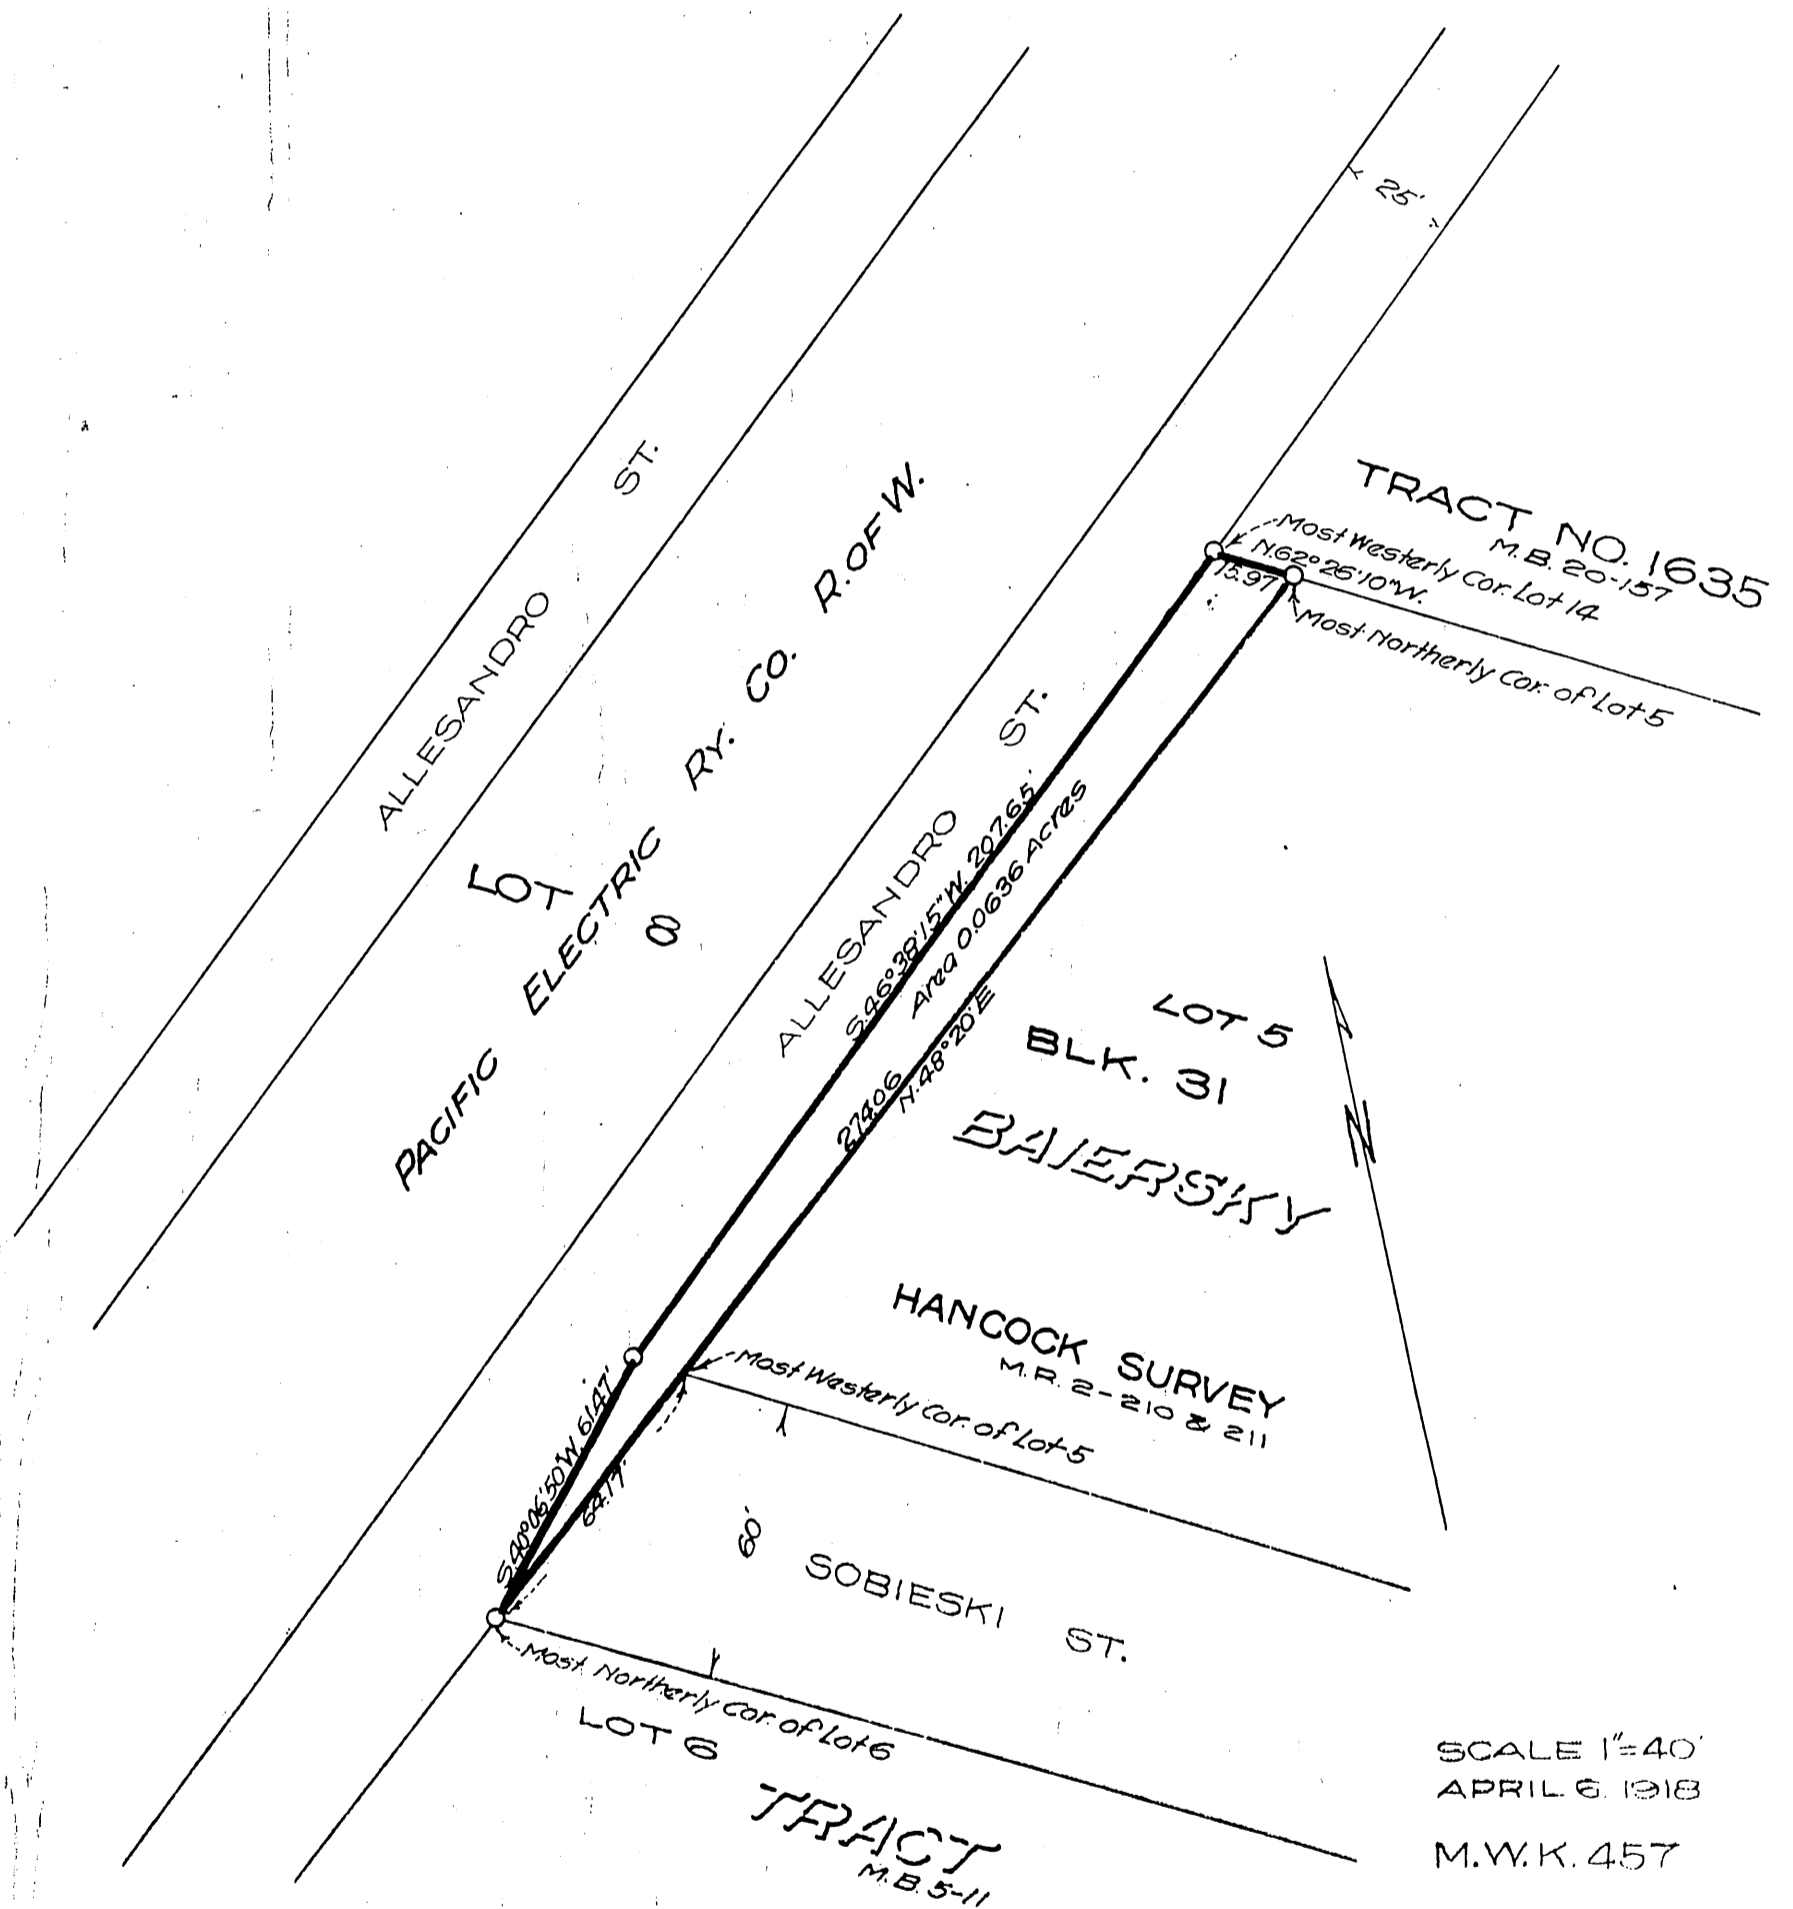 25'
TRACT NO. 1635
M.B. 20-157
Most Westerly Cor. Lot 14
N.62°26'10"W.
15.97
Most Northerly Cor. of Lot 5
ALLESANDRO ST.
PACIFIC ELECTRIC RY. CO. R. OF W.
LOT 8
ALLESANDRO ST.
S.46°38'15"W. 207.65'
Area 0.0636 Acres
274.06
N.48°20'E
LOT 5
BLK. 31
BAIERSKY
N
HANCOCK SURVEY
M.R. 2-210 & 211
Most Westerly Cor. of Lot 5
S.40°06'50"W. 61.47'
64.17'
60'
SOBIESKI ST.
Most Northerly Cor. of Lot 6
LOT 6
TRACT
M.B. 5-11
SCALE 1"=40'
APRIL 6. 1918
M.W.K. 457